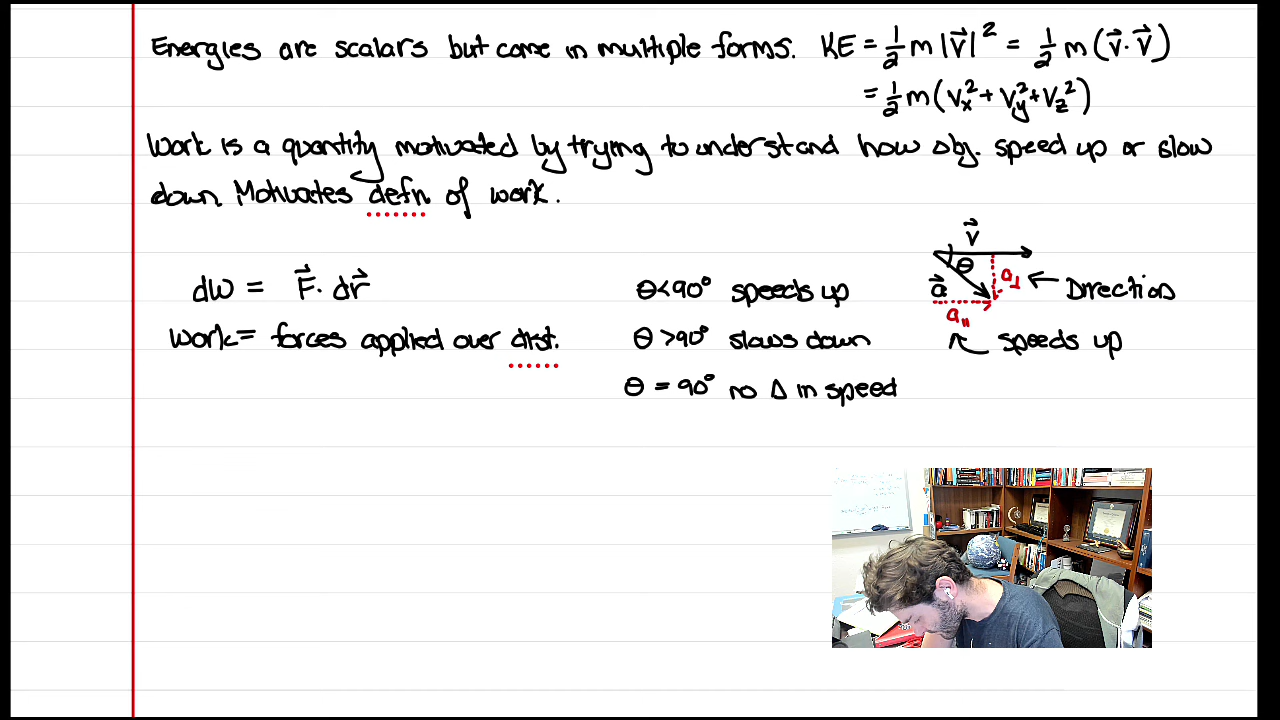 Energies are scalars but come in multiple forms. KE = 1/2 m |v⃗|² = 1/2 m (v⃗ · v⃗)
= 1/2 m (Vx² + Vy² + Vz²)
Work is a quantity motivated by trying to understand how obj. speed up or slow
down Motivates defn of work.
dW = F⃗ · dr⃗
Work = forces applied over dist.
θ < 90° speeds up
θ > 90° slows down
θ = 90° no Δ in speed
v⃗
θ
a⃗
a⊥ ← Direction
a∥
speeds up